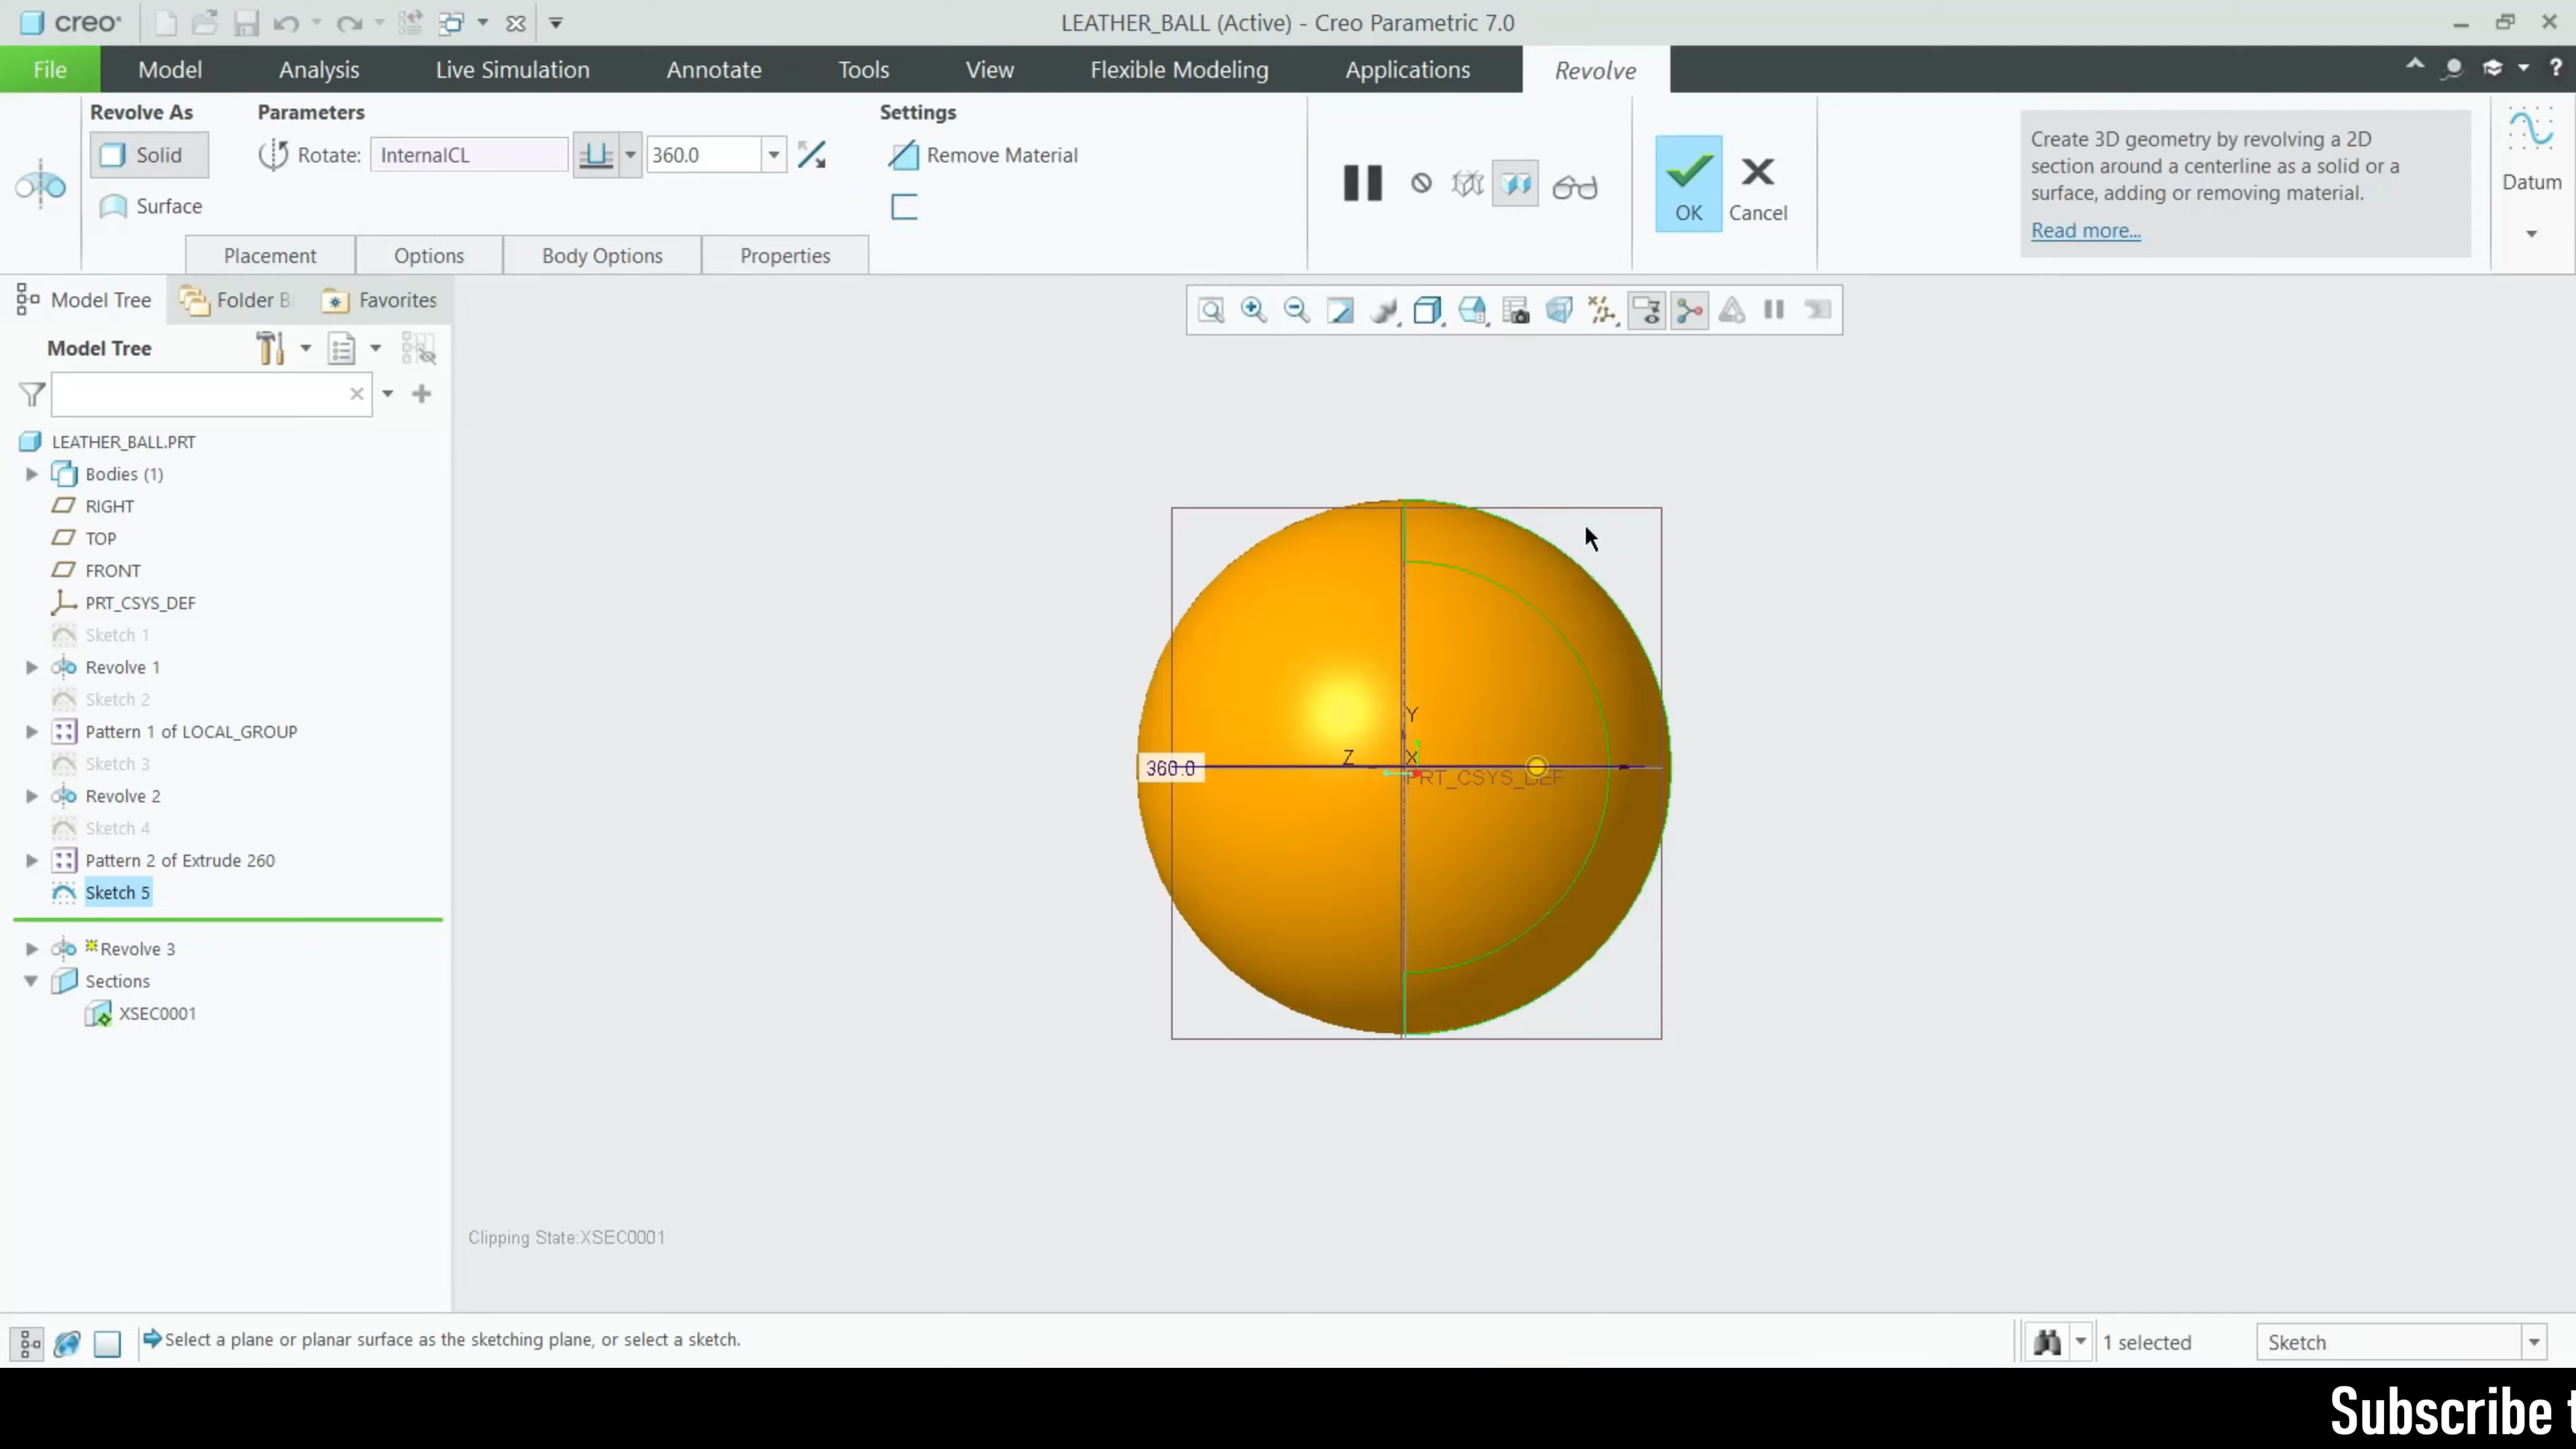 creo®
LEATHER_BALL (Active) - Creo Parametric 7.0
File Model Analysis Live Simulation Annotate Tools View Flexible Modeling Applications Revolve
Revolve As
Solid
Surface
Parameters
Rotate: InternalCL 360.0
Settings
Remove Material
Placement Options Body Options Properties
OK
Cancel
Create 3D geometry by revolving a 2D
section around a centerline as a solid or a
surface, adding or removing material.
Read more...
Datum
Model Tree Folder B Favorites
Model Tree
LEATHER_BALL.PRT
Bodies (1)
RIGHT
TOP
FRONT
PRT_CSYS_DEF
Sketch 1
Revolve 1
Sketch 2
Pattern 1 of LOCAL_GROUP
Sketch 3
Revolve 2
Sketch 4
Pattern 2 of Extrude 260
Sketch 5
Revolve 3
Sections
XSEC0001
Y
Z X
360.0
PRT_CSYS_DEF
Clipping State:XSEC0001
Select a plane or planar surface as the sketching plane, or select a sketch.
1 selected
Sketch
Subscribe t